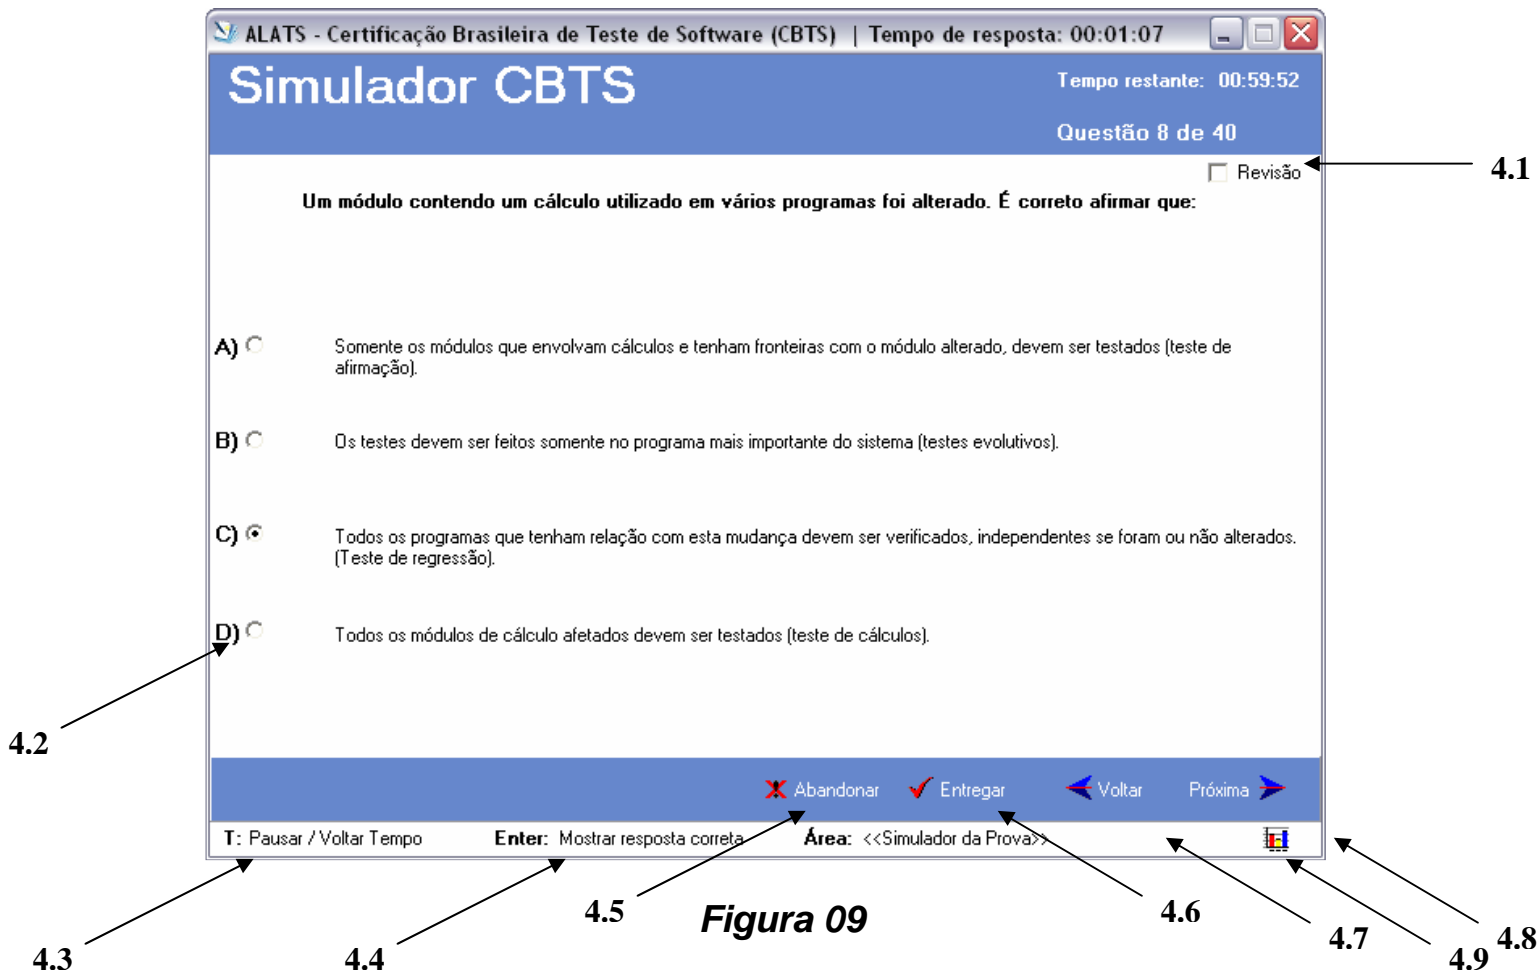 ALATS - Certificação Brasileira de Teste de Software (CBTS) | Tempo de resposta: 00:01:07
Simulador CBTS
Tempo restante: 00:59:52
Questão 8 de 40
Revisão
4.1
Um módulo contendo um cálculo utilizado em vários programas foi alterado. É correto afirmar que:
A) Somente os módulos que envolvam cálculos e tenham fronteiras com o módulo alterado, devem ser testados (teste de
afirmação).
B) Os testes devem ser feitos somente no programa mais importante do sistema (testes evolutivos).
C) Todos os programas que tenham relação com esta mudança devem ser verificados, independentes se foram ou não alterados.
(Teste de regressão).
D) Todos os módulos de cálculo afetados devem ser testados (teste de cálculos).
4.2
Abandonar Entregar Voltar Próxima
T: Pausar / Voltar Tempo Enter: Mostrar resposta correta Área: <<Simulador da Prova>>
4.5 Figura 09 4.6
4.7 4.8
4.3 4.4 4.9